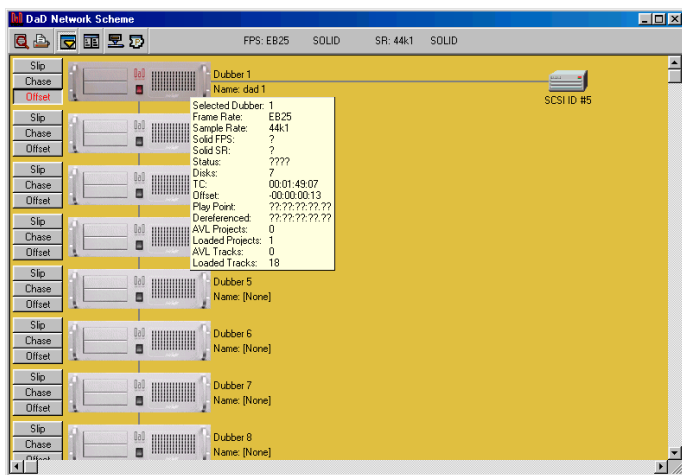 DaD Network Scheme
FPS: EB25 SOLID SR: 44k1 SOLID
Slip
Chase
Offset
Dubber 1
Name: dad 1
SCSI ID #5
Selected Dubber: 1
Frame Rate: EB25
Sample Rate: 44k1
Solid FPS: ?
Solid SR: ?
Status: ????
Disks: 7
TC: 00:01:49:07
Offset: -00:00:00:13
Play Point: ??:??:??:??.??
Dereferenced: ??:??:??:??.??
AVL Projects: 0
Loaded Projects: 1
AVL Tracks: 0
Loaded Tracks: 18
Slip
Chase
Offset
Slip
Chase
Offset
Slip
Chase
Offset
Slip
Chase
Offset
Dubber 5
Name: [None]
Slip
Chase
Offset
Dubber 6
Name: [None]
Slip
Chase
Offset
Dubber 7
Name: [None]
Slip
Chase
Offset
Dubber 8
Name: [None]